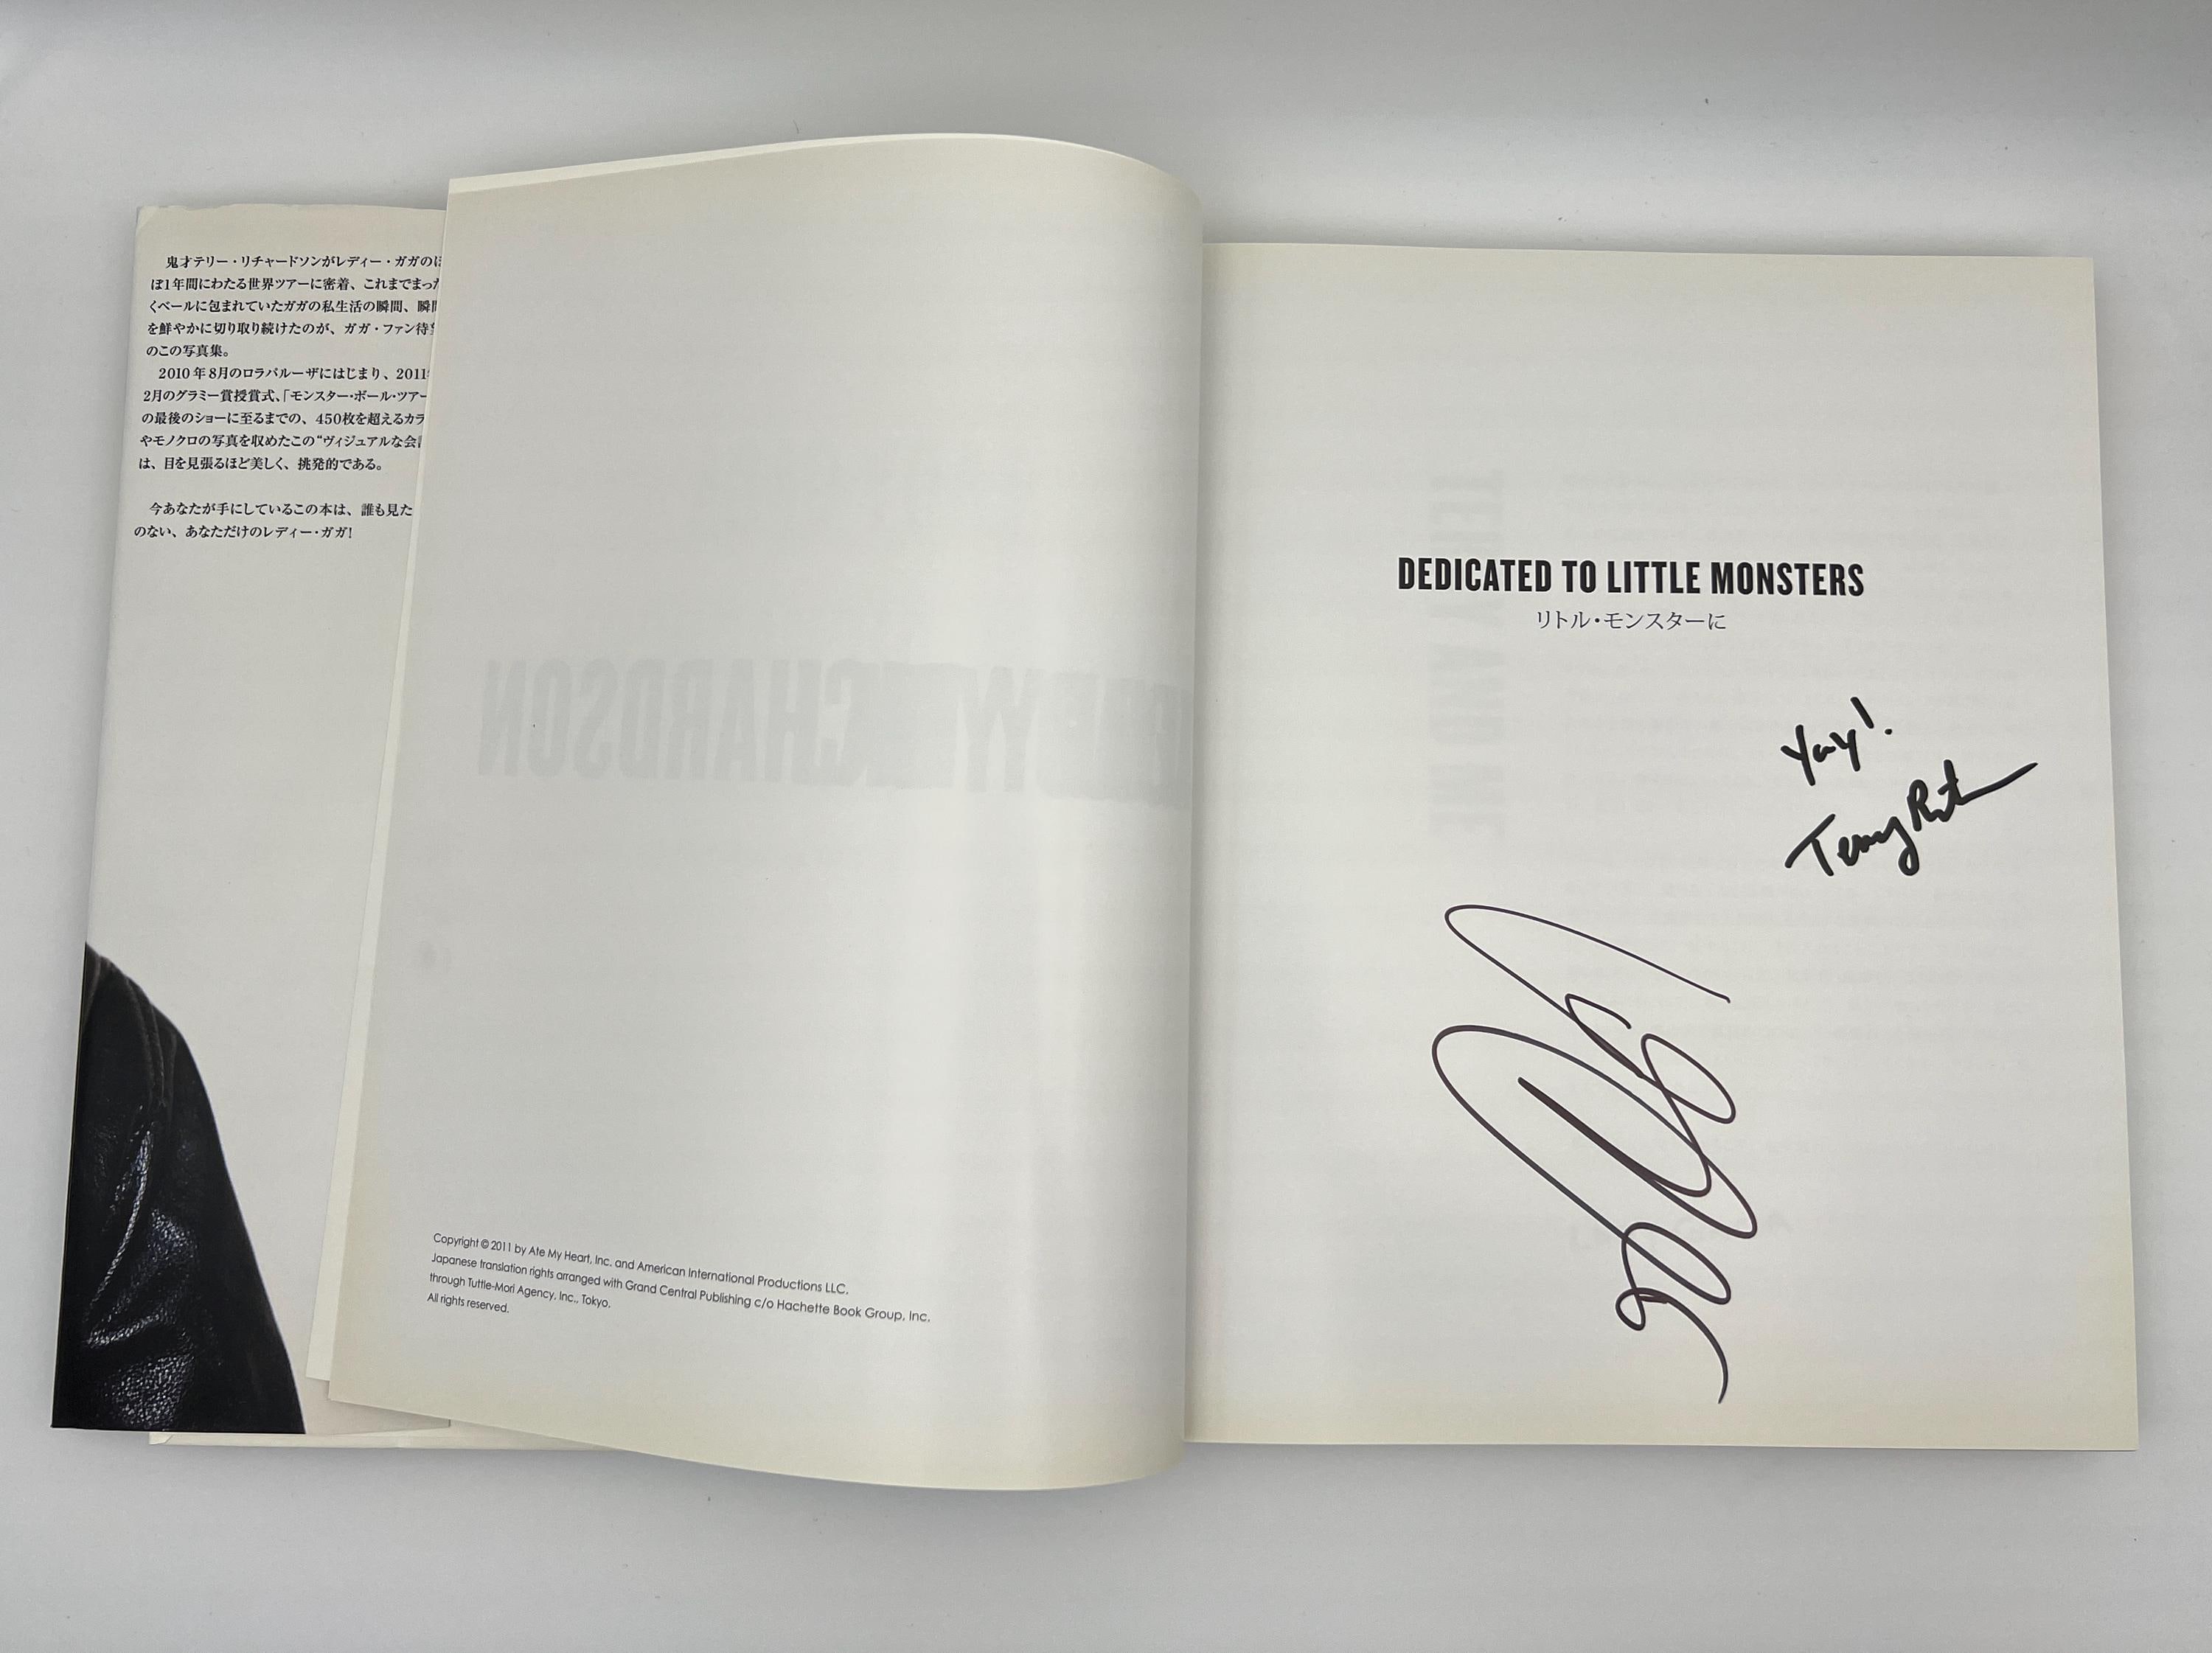 鬼才テリー・リチャードソンがレディー・ガガのほ
ぼ1年間にわたる世界ツアーに密着、これまでまった
くベールに包まれていたガガの私生活の瞬間、瞬間
を鮮やかに切り取り続けたのが、ガガ・ファン待望
のこの写真集。
2010年8月のロラパルーザにはじまり、2011
2月のグラミー賞授賞式、「モンスター・ボール・ツアー
の最後のショーに至るまでの、450枚を超えるカラ
やモノクロの写真を収めたこの“ヴィジュアルな会
は、目を見張るほど美しく、挑発的である。
今あなたが手にしているこの本は、誰も見た
のない、あなただけのレディー・ガガ!
Copyright © 2011 by Ate My Heart, Inc. and American International Productions LLC.
Japanese translation rights arranged with Grand Central Publishing c/o Hachette Book Group, Inc.
through Tuttle-Mori Agency, Inc., Tokyo.
All rights reserved.
DEDICATED TO LITTLE MONSTERS
リトル・モンスターに
Yay!
Terry